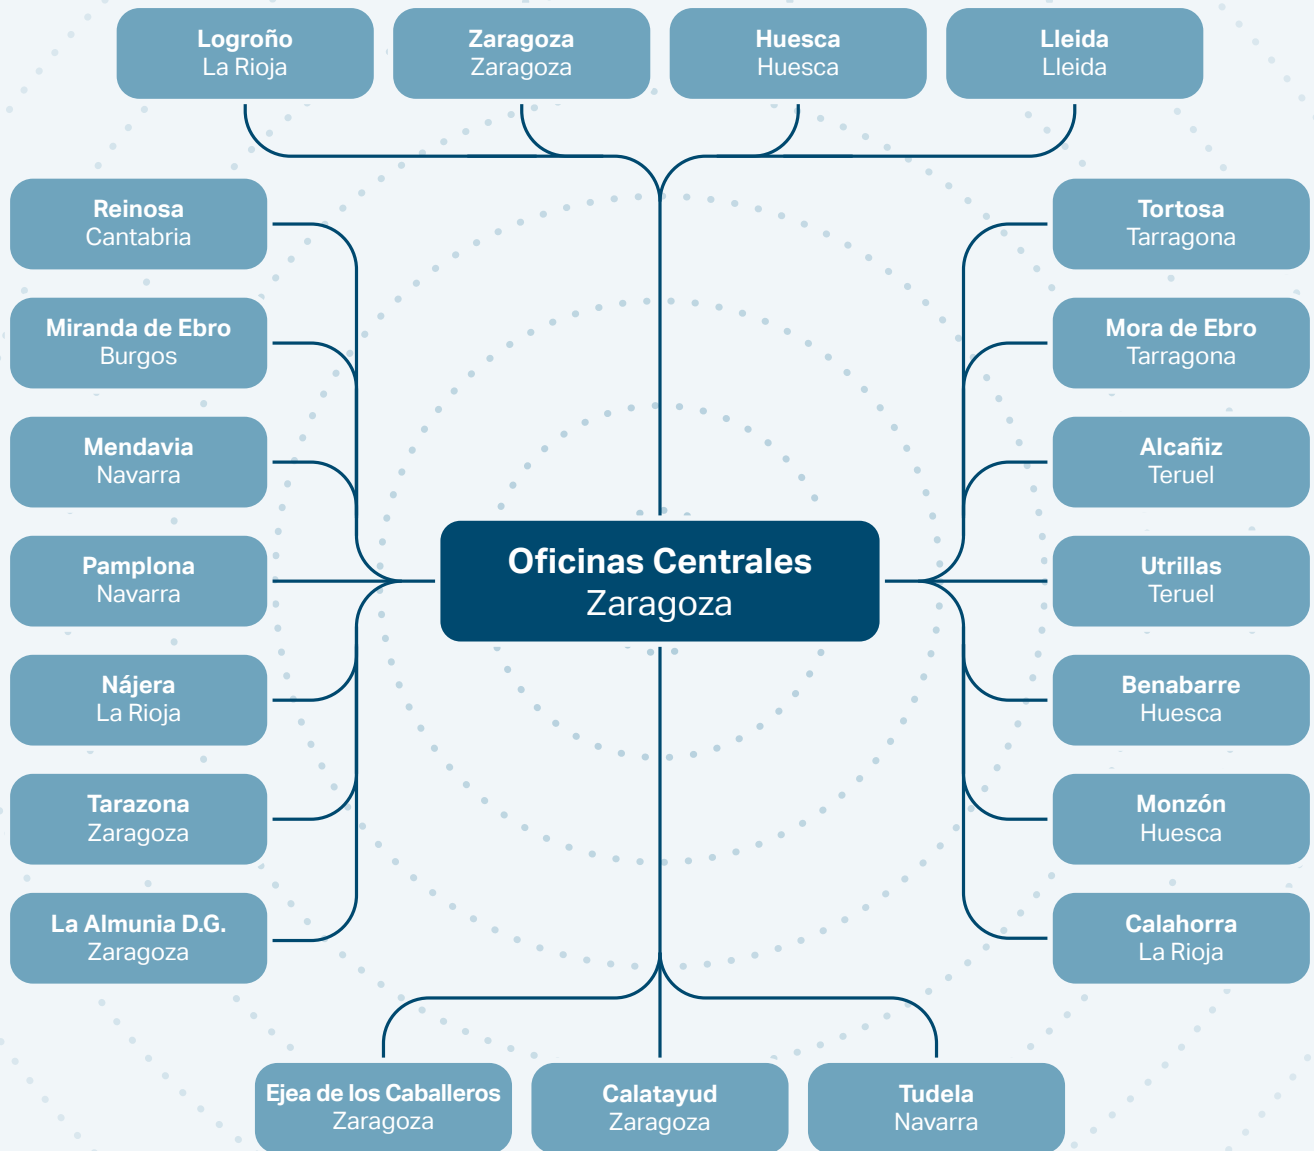 Logroño
La Rioja
Zaragoza
Zaragoza
Huesca
Huesca
Lleida
Lleida
Reinosa
Cantabria
Miranda de Ebro
Burgos
Mendavia
Navarra
Pamplona
Navarra
Nájera
La Rioja
Tarazona
Zaragoza
La Almunia D.G.
Zaragoza
Oficinas Centrales
Zaragoza
Tortosa
Tarragona
Mora de Ebro
Tarragona
Alcañiz
Teruel
Utrillas
Teruel
Benabarre
Huesca
Monzón
Huesca
Calahorra
La Rioja
Ejea de los Caballeros
Zaragoza
Calatayud
Zaragoza
Tudela
Navarra